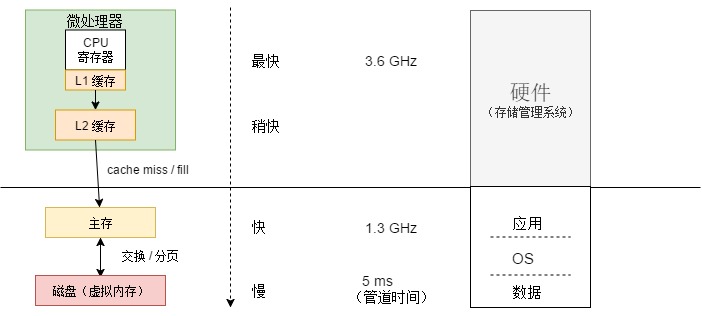 微处理器
CPU
寄存器
L1 缓存
L2 缓存
cache miss / fill
主存
交换 / 分页
磁盘（虚拟内存）
最快
3.6 GHz
稍快
快
1.3 GHz
慢
5 ms
（管道时间）
硬件
（存储管理系统）
应用
OS
数据